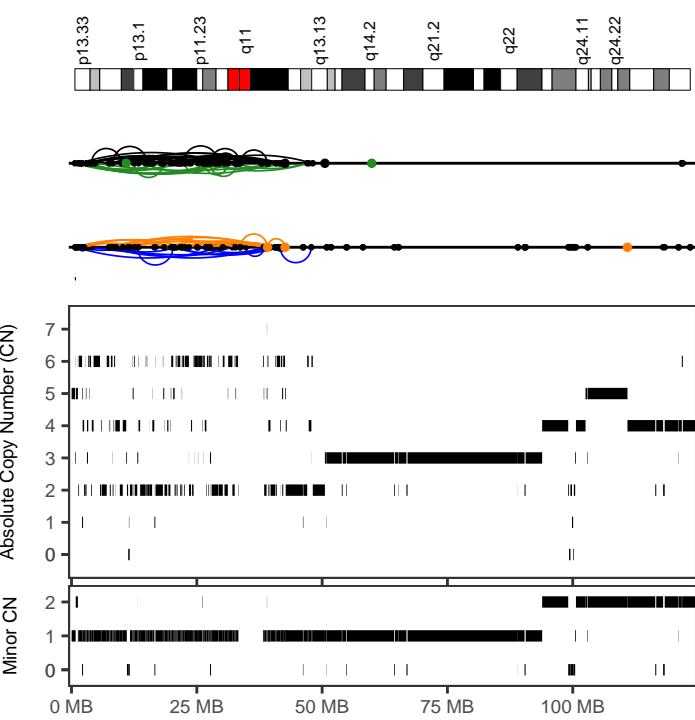 p13.33 p13.1 p11.23 q11 q13.13 q14.2 q21.2 q22 q24.11 q24.22
Absolute Copy Number (CN)
7
6
5
4
3
2
1
0
Minor CN
2
1
0
0 MB 25 MB 50 MB 75 MB 100 MB